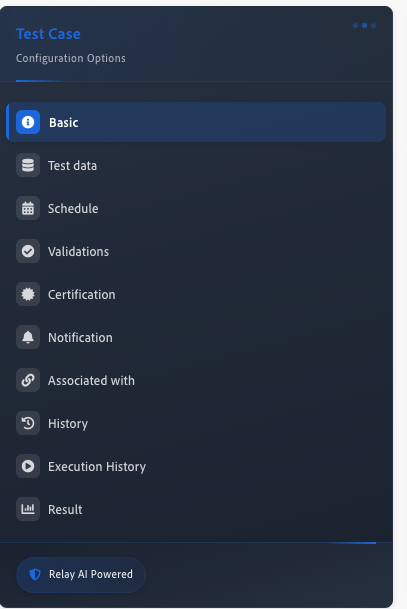 Test Case
Configuration Options
Basic
Test data
Schedule
Validations
Certification
Notification
Associated with
History
Execution History
Result
Relay AI Powered